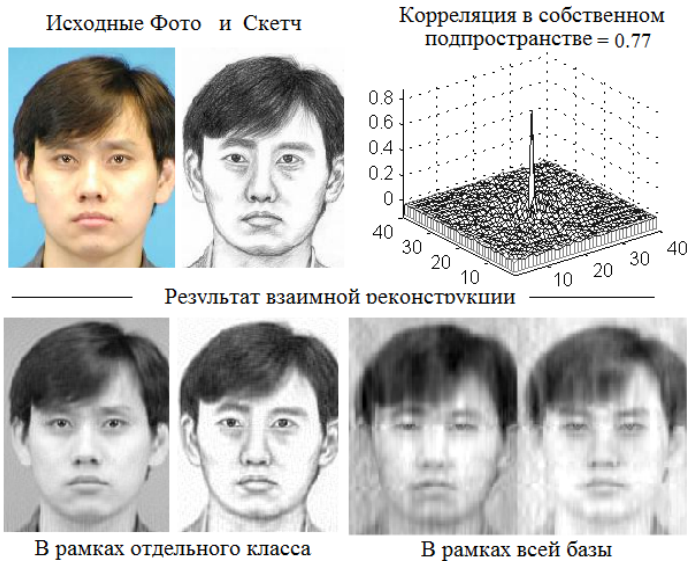 Исходные Фото и Скетч
Корреляция в собственном
подпространстве = 0.77
0.8
0.6
0.4
0.2
0
40
30
20
10
10
20
30
40
Результат взаимной реконструкции
В рамках отдельного класса
В рамках всей базы